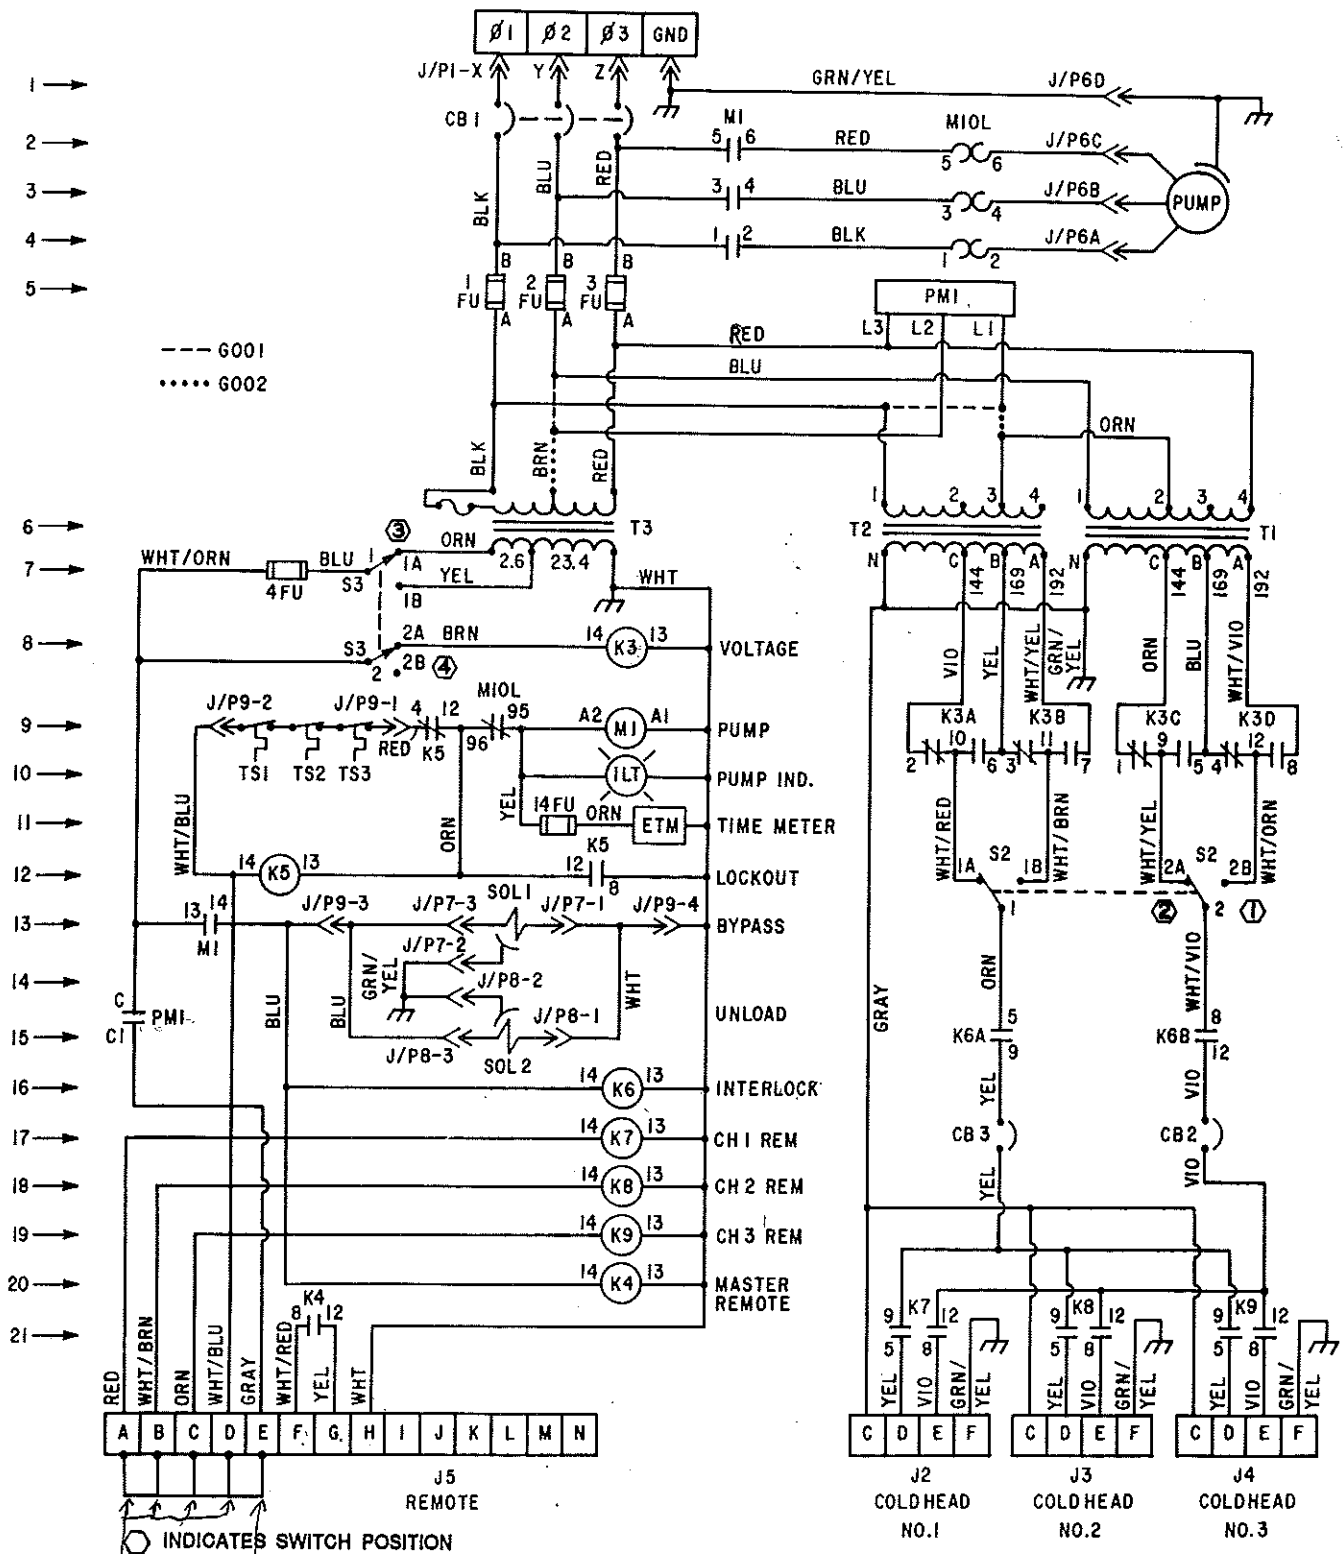 Ø1 Ø2 Ø3 GND
J/P1-X Y Z
1
GRN/YEL J/P6D
CB1
2
M1
5 6 RED M1OL 5 6 J/P6C
BLU RED
3
3 4 BLU 3 4 J/P6B
PUMP
BLK
4
1 2 BLK 1 2 J/P6A
B B B
5
1 FU 2 FU 3 FU
A A A
PM1
L3 L2 L1
RED
G001
BLU
G002
ORN
BLK BRN RED
1 2 3 4 1 2 3 4
6
3
T3 T2 T1
WHT/ORN BLU 1 1A ORN 2.6 23.4
N C B A N C B A
144 169 192 144 169 192
7
4FU S3 YEL WHT
1B
8
S3 2A BRN 14 K3 13 VOLTAGE
2 2B 4
VIO YEL WHT/YEL GRN/YEL ORN BLU WHT/VIO
J/P9-2 J/P9-1 4 12 M1OL 95
9
RED K5 96 A2 M1 A1 PUMP
K3A K3B K3C K3D
10 11 9 12
2 6 3 7 1 5 4 8
TS1 TS2 TS3
10
1LT PUMP IND.
YEL 14FU ORN
11
ETM TIME METER
WHT/BLU ORN K5
WHT/RED WHT/BRN WHT/YEL WHT/ORN
12
14 K5 13 12 8 LOCKOUT
1A S2 1B 2A S2 2B
1 2 2 1
13
13 14 M1 J/P9-3 J/P7-3 SOL1 J/P7-1 J/P9-4 BYPASS
J/P7-2
GRN/YEL
14
J/P8-2 WHT
ORN WHT/VIO
GRAY
C PM1 BLU BLU UNLOAD
15
C1 J/P8-3 SOL2 J/P8-1
K6A 5 9 K6B 8 12
16
14 K6 13 INTERLOCK
YEL VIO
17
14 K7 13 CH 1 REM
CB3 CB2
18
14 K8 13 CH 2 REM
YEL VIO
19
14 K9 13 CH 3 REM
20
14 K4 13 MASTER REMOTE
K4
8 12
21
9 K7 12 9 K8 12 9 K9 12
5 8 5 8 5 8
RED WHT/BRN ORN WHT/BLU GRAY WHT/RED YEL WHT
YEL VIO GRN/YEL YEL VIO GRN/YEL YEL VIO GRN/YEL
A B C D E F G H I J K L M N
C D E F C D E F C D E F
J5
REMOTE
J2 J3 J4
COLDHEAD COLDHEAD COLDHEAD
NO.1 NO.2 NO.3
INDICATES SWITCH POSITION